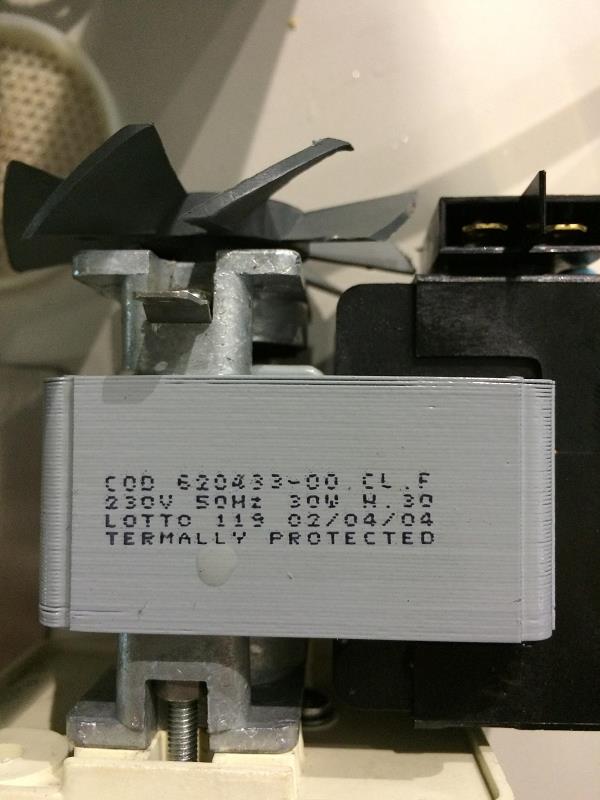 COD 620433-00 CL.F
230V 50Hz 30W H.30
LOTTO 119 02/04/04
TERMALLY PROTECTED